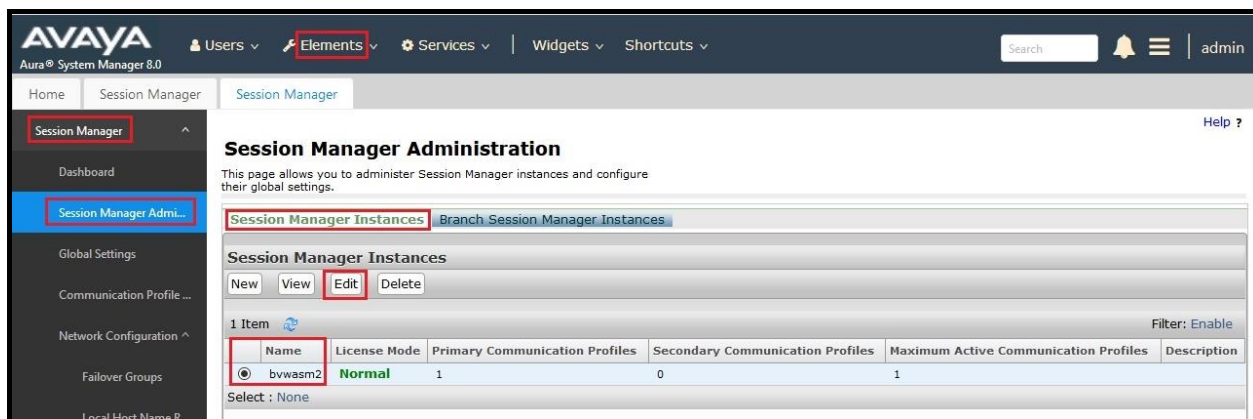 AVAYA
Aura® System Manager 8.0
Users Elements Services | Widgets Shortcuts Search admin
Home Session Manager Session Manager
Session Manager
Dashboard
Session Manager Admi...
Global Settings
Communication Profile ...
Network Configuration
Failover Groups
Local Host Name R...
Help ?
Session Manager Administration
This page allows you to administer Session Manager instances and configure
their global settings.
Session Manager Instances Branch Session Manager Instances
Session Manager Instances
New View Edit Delete
1 Item Filter: Enable
Name License Mode Primary Communication Profiles Secondary Communication Profiles Maximum Active Communication Profiles Description
bvwasm2 Normal 1 0 1
Select : None